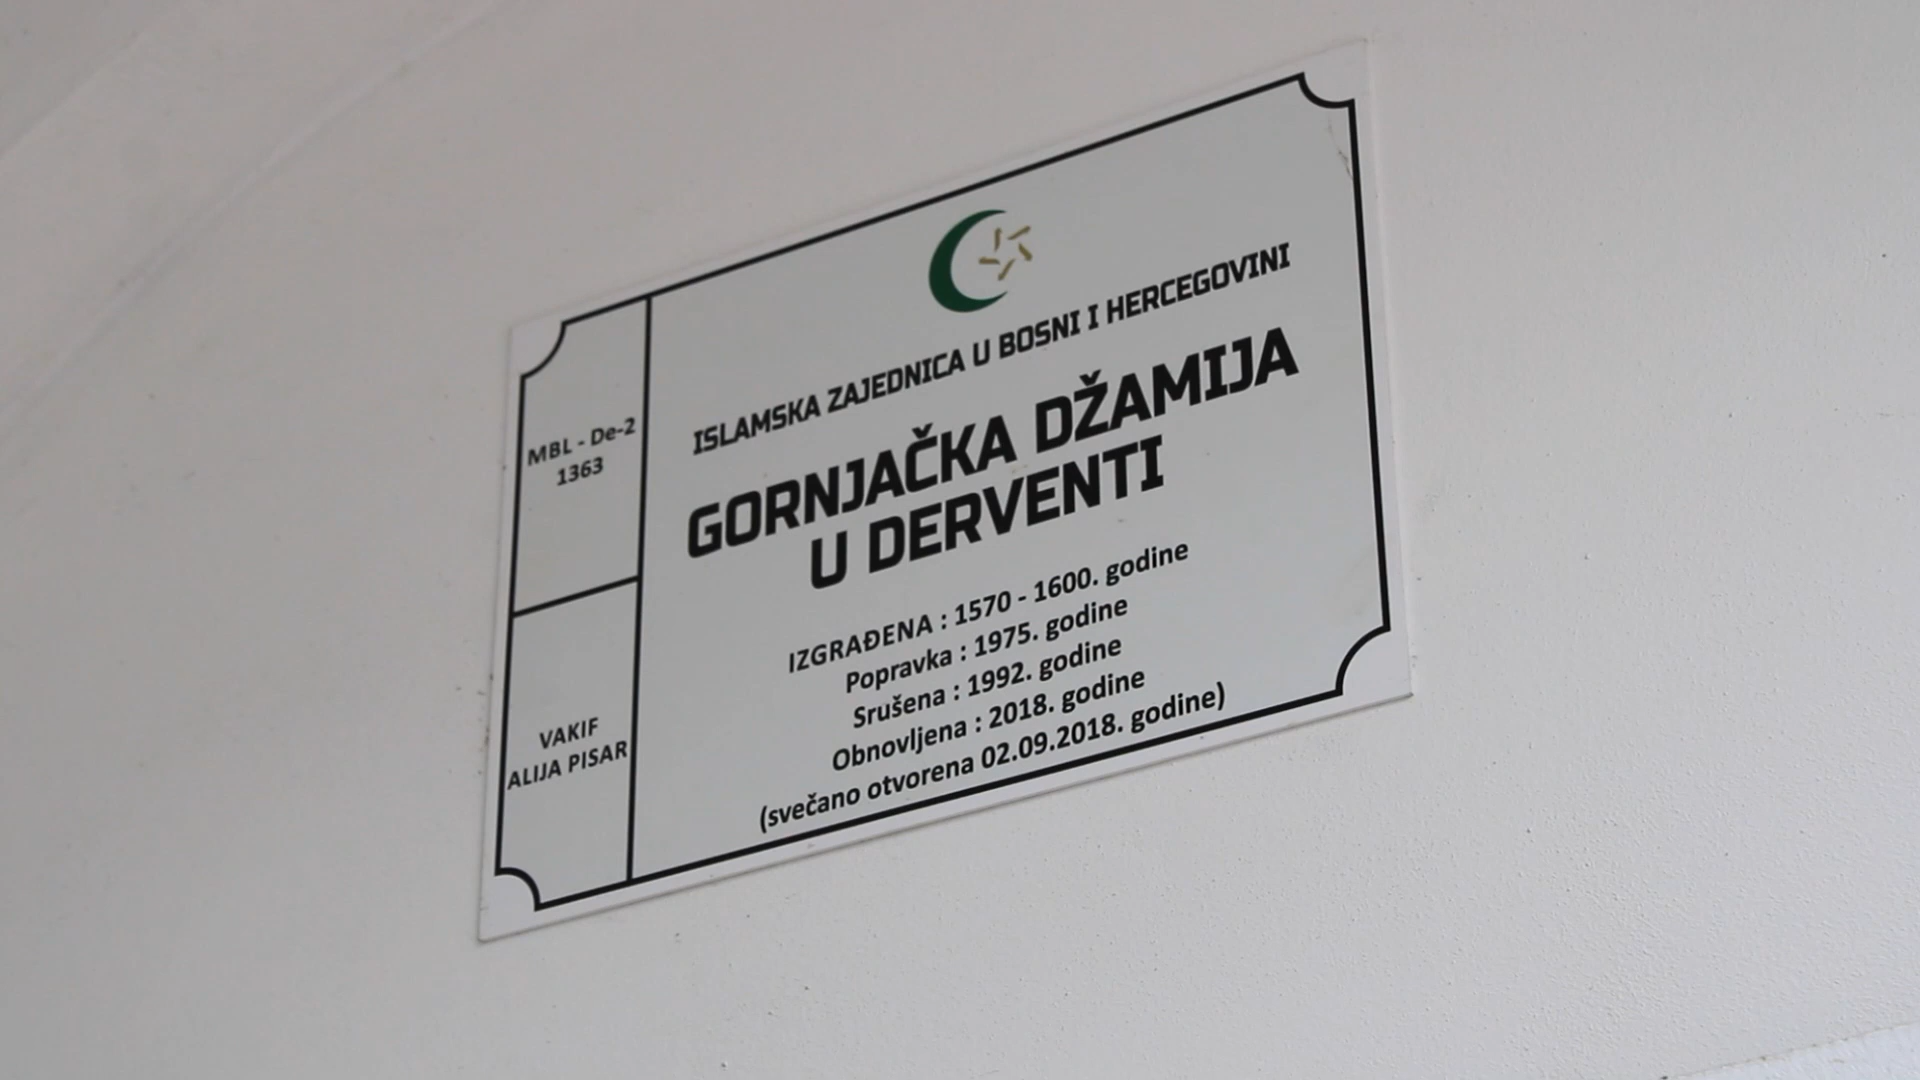 MBL - De-2
1363
VAKIF
ALIJA PISAR
ISLAMSKA ZAJEDNICA U BOSNI I HERCEGOVINI
GORNJAČKA DŽAMIJA
U DERVENTI
IZGRAĐENA : 1570 - 1600. godine
Popravka : 1975. godine
Srušena : 1992. godine
Obnovljena : 2018. godine
(svečano otvorena 02.09.2018. godine)